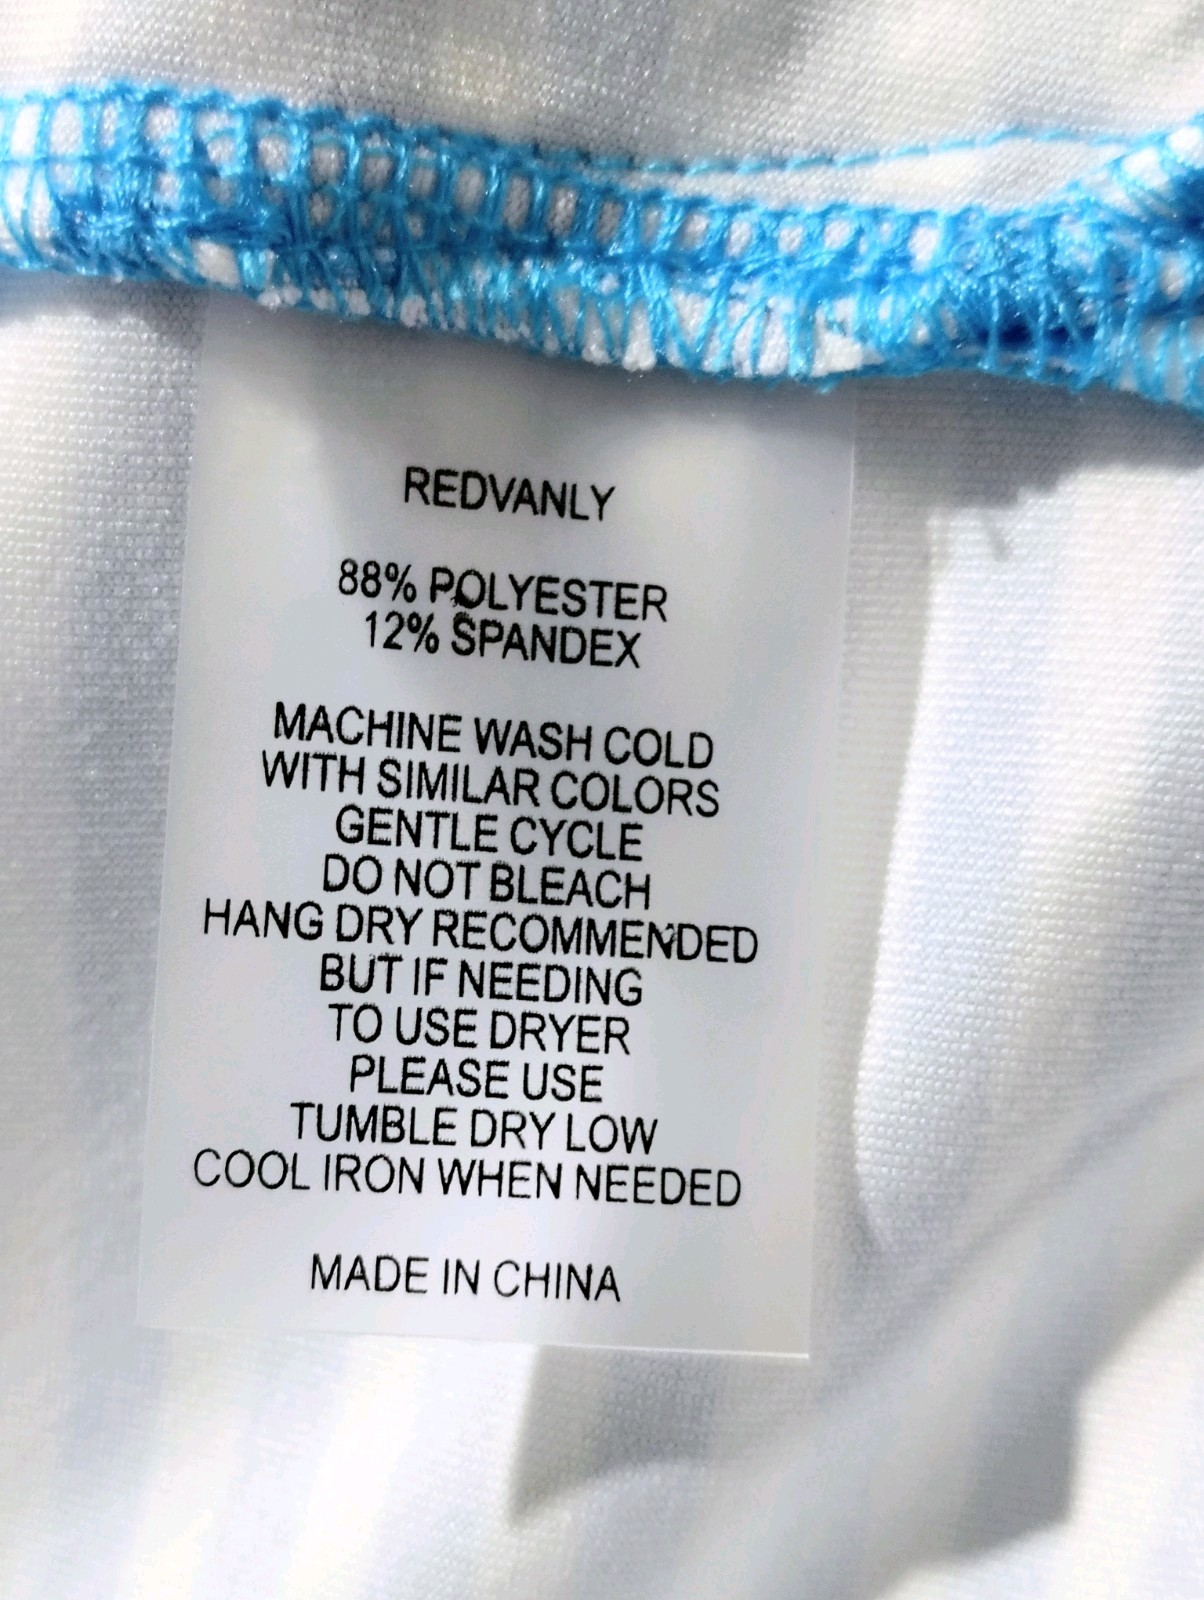 REDVANLY
88% POLYESTER
12% SPANDEX
MACHINE WASH COLD
WITH SIMILAR COLORS
GENTLE CYCLE
DO NOT BLEACH
HANG DRY RECOMMENDED
BUT IF NEEDING
TO USE DRYER
PLEASE USE
TUMBLE DRY LOW
COOL IRON WHEN NEEDED
MADE IN CHINA